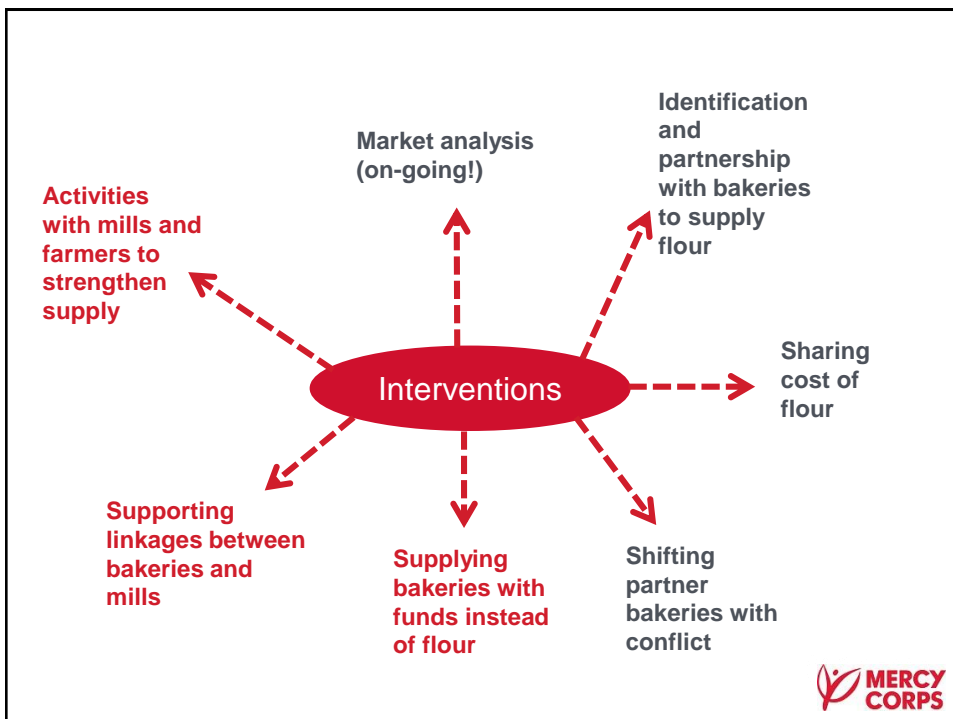 Market analysis
(on-going!)
Identification
and
partnership
with bakeries
to supply
flour
Activities
with mills and
farmers to
strengthen
supply
Interventions
Sharing
cost of
flour
Supporting
linkages between
bakeries and
mills
Supplying
bakeries with
funds instead
of flour
Shifting
partner
bakeries with
conflict
MERCY
CORPS